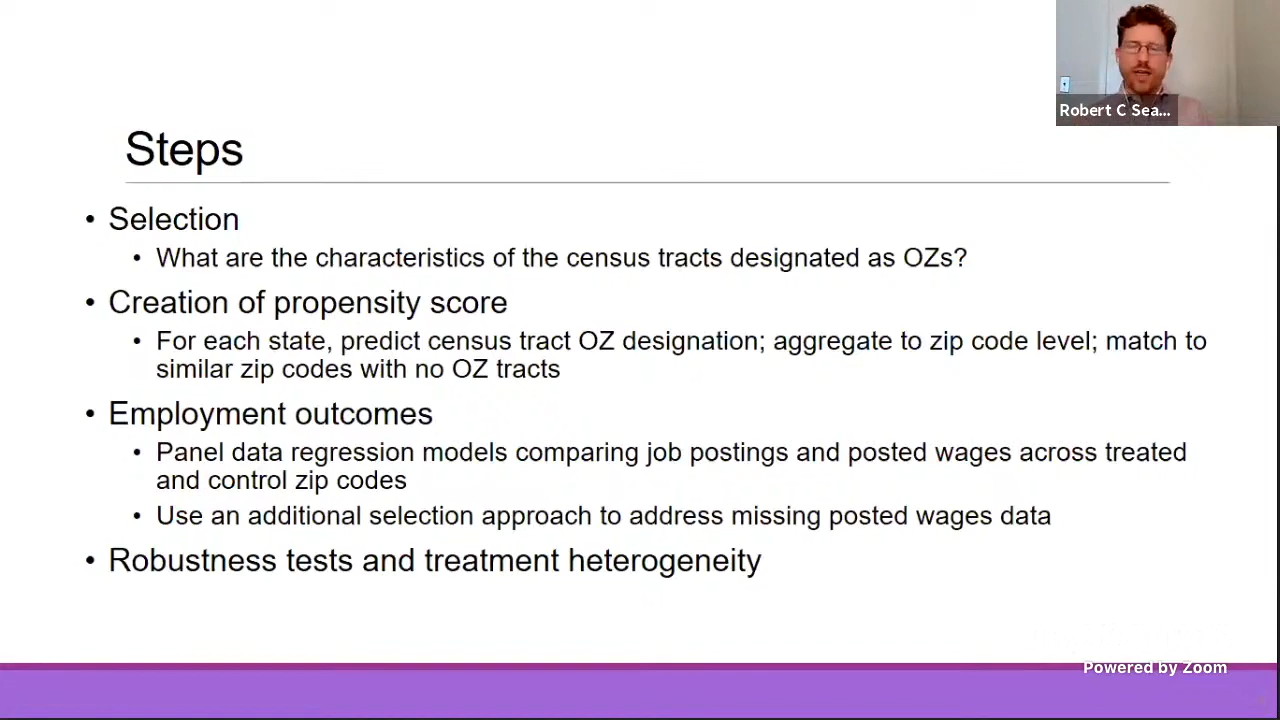 Robert C Sea...
Steps
• Selection
• What are the characteristics of the census tracts designated as OZs?
• Creation of propensity score
• For each state, predict census tract OZ designation; aggregate to zip code level; match to
similar zip codes with no OZ tracts
• Employment outcomes
• Panel data regression models comparing job postings and posted wages across treated
and control zip codes
• Use an additional selection approach to address missing posted wages data
• Robustness tests and treatment heterogeneity
Powered by Zoom